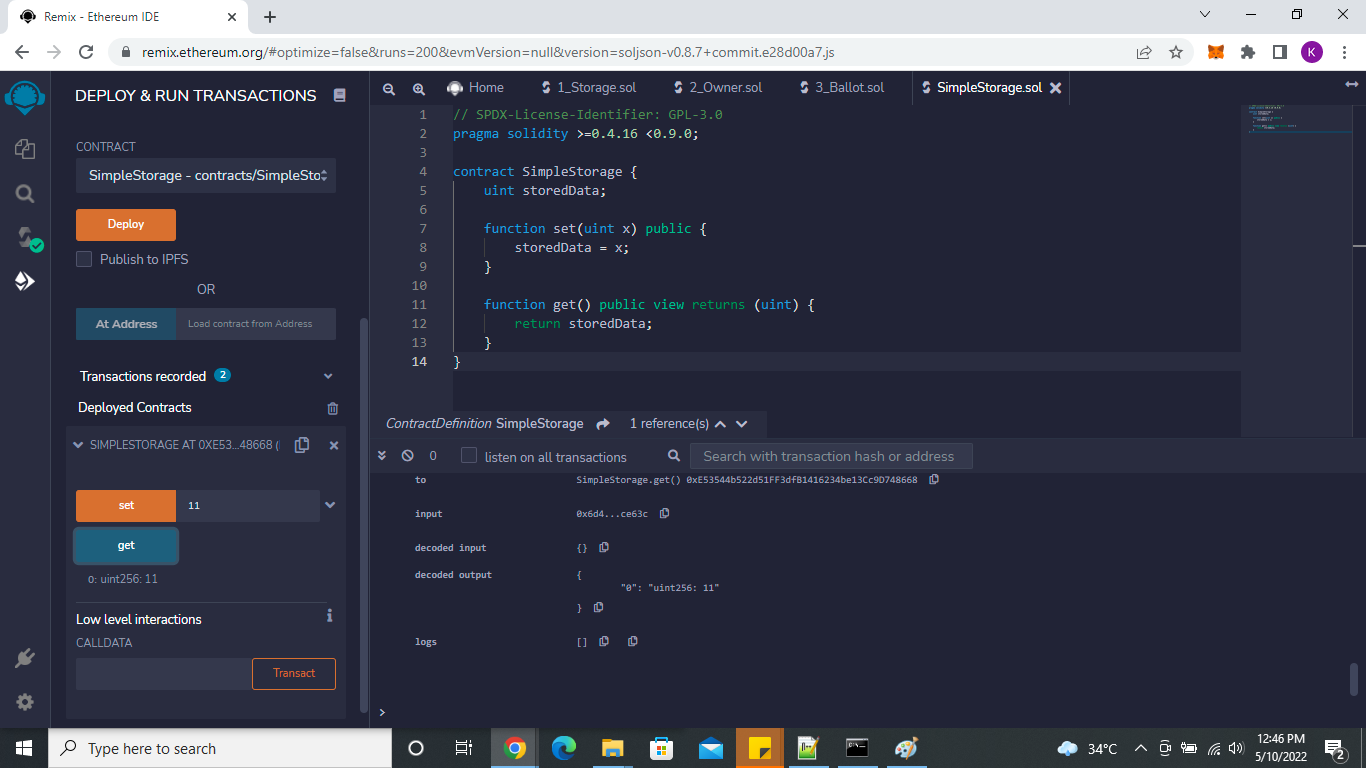 Remix - Ethereum IDE
remix.ethereum.org/#optimize=false&runs=200&evmVersion=null&version=soljson-v0.8.7+commit.e28d00a7.js
K
DEPLOY & RUN TRANSACTIONS
CONTRACT
SimpleStorage - contracts/SimpleSto
Deploy
Publish to IPFS
OR
At Address
Load contract from Address
Transactions recorded 2
Deployed Contracts
SIMPLESTORAGE AT 0XE53...48668 (
set 11
get
0: uint256: 11
Low level interactions
i
CALLDATA
Transact
Home
1_Storage.sol
2_Owner.sol
3_Ballot.sol
SimpleStorage.sol
1 // SPDX-License-Identifier: GPL-3.0
2 pragma solidity >=0.4.16 <0.9.0;
3
4 contract SimpleStorage {
5 uint storedData;
6
7 function set(uint x) public {
8 storedData = x;
9 }
10
11 function get() public view returns (uint) {
12 return storedData;
13 }
14 }
ContractDefinition SimpleStorage 1 reference(s)
0 listen on all transactions Search with transaction hash or address
to SimpleStorage.get() 0xE53544b522d51FF3dfB1416234be13Cc9D748668
input 0x6d4...ce63c
decoded input {}
decoded output {
"0": "uint256: 11"
}
logs []
>
Type here to search
34°C
12:46 PM
5/10/2022
2